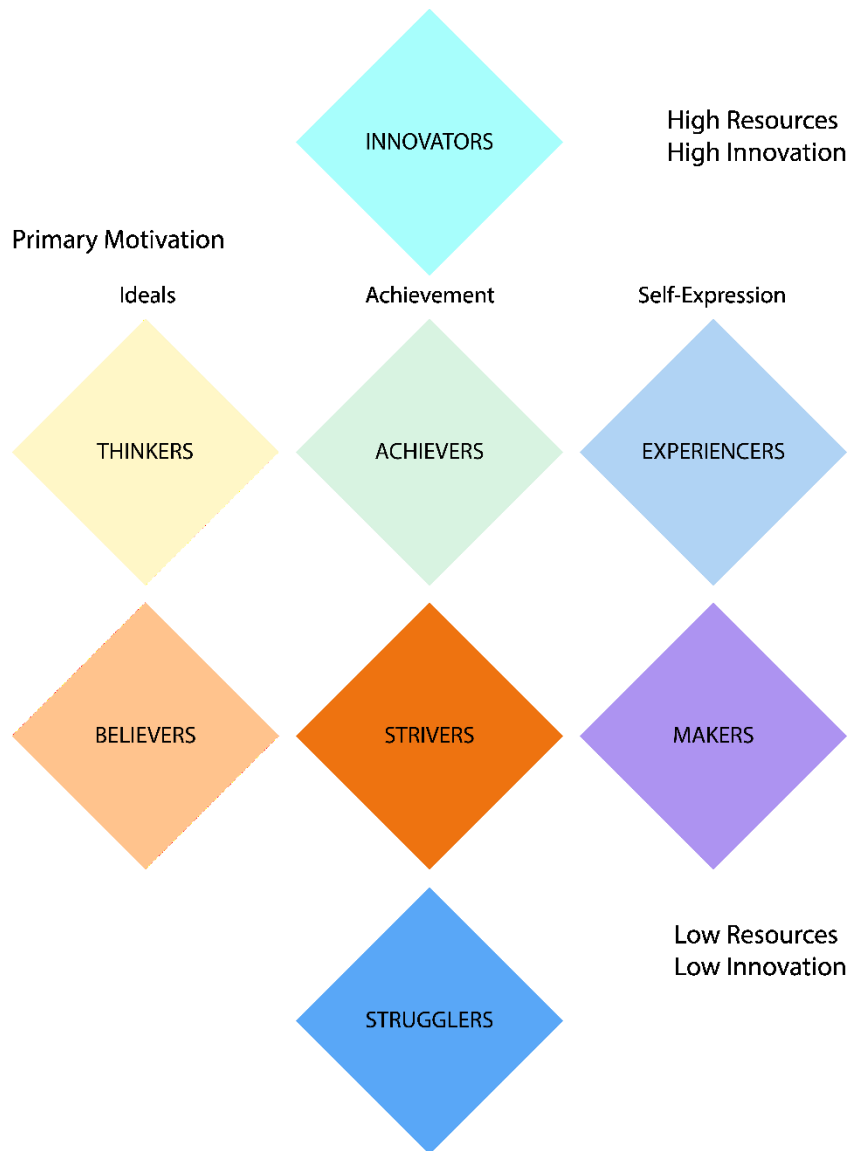 INNOVATORS
High Resources
High Innovation
Primary Motivation
Ideals
Achievement
Self-Expression
THINKERS
ACHIEVERS
EXPERIENCERS
BELIEVERS
STRIVERS
MAKERS
Low Resources
Low Innovation
STRUGGLERS